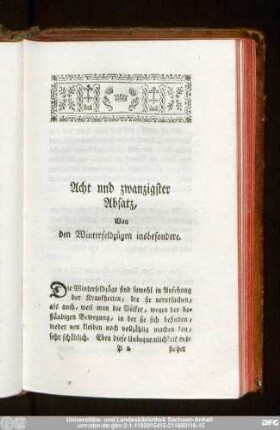 Acht und zwanzigster
Absatz,
Von
den Winterfeldzügen insbesondere.
Die Winterfeldzüge sind sowohl in Ansehung
der Krankheiten, die sie verursachen,
als auch, weil man die Völker, wegen der be-
ständigen Bewegung, in der sie sich befinden,
weder neu kleiden noch vollzählig machen kan,
sehr schädlich. Eben diese Unbequemlichkeit
P
Universitäts- und Landesbibliothek Sachsen-Anhalt
DFG